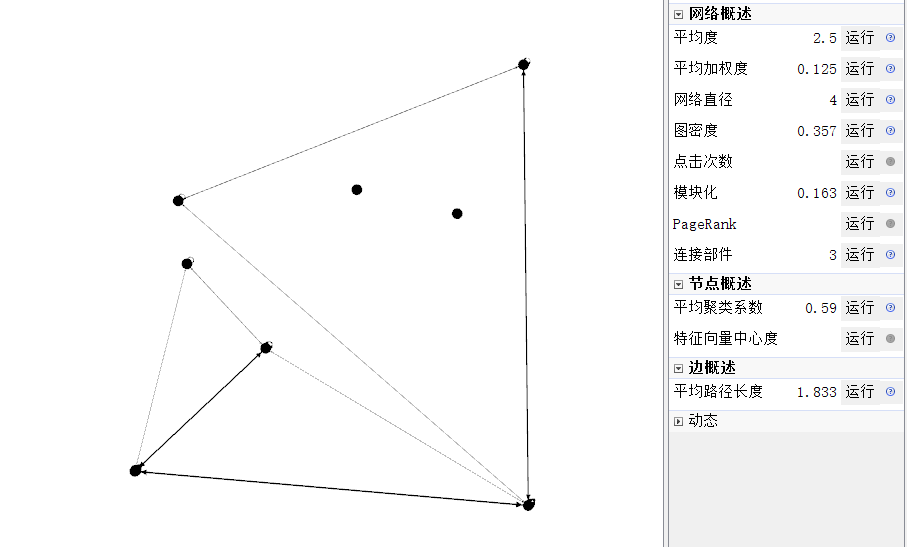 网络概述
平均度 2.5 运行
平均加权度 0.125 运行
网络直径 4 运行
图密度 0.357 运行
点击次数 运行
模块化 0.163 运行
PageRank 运行
连接部件 3 运行
节点概述
平均聚类系数 0.59 运行
特征向量中心度 运行
边概述
平均路径长度 1.833 运行
动态